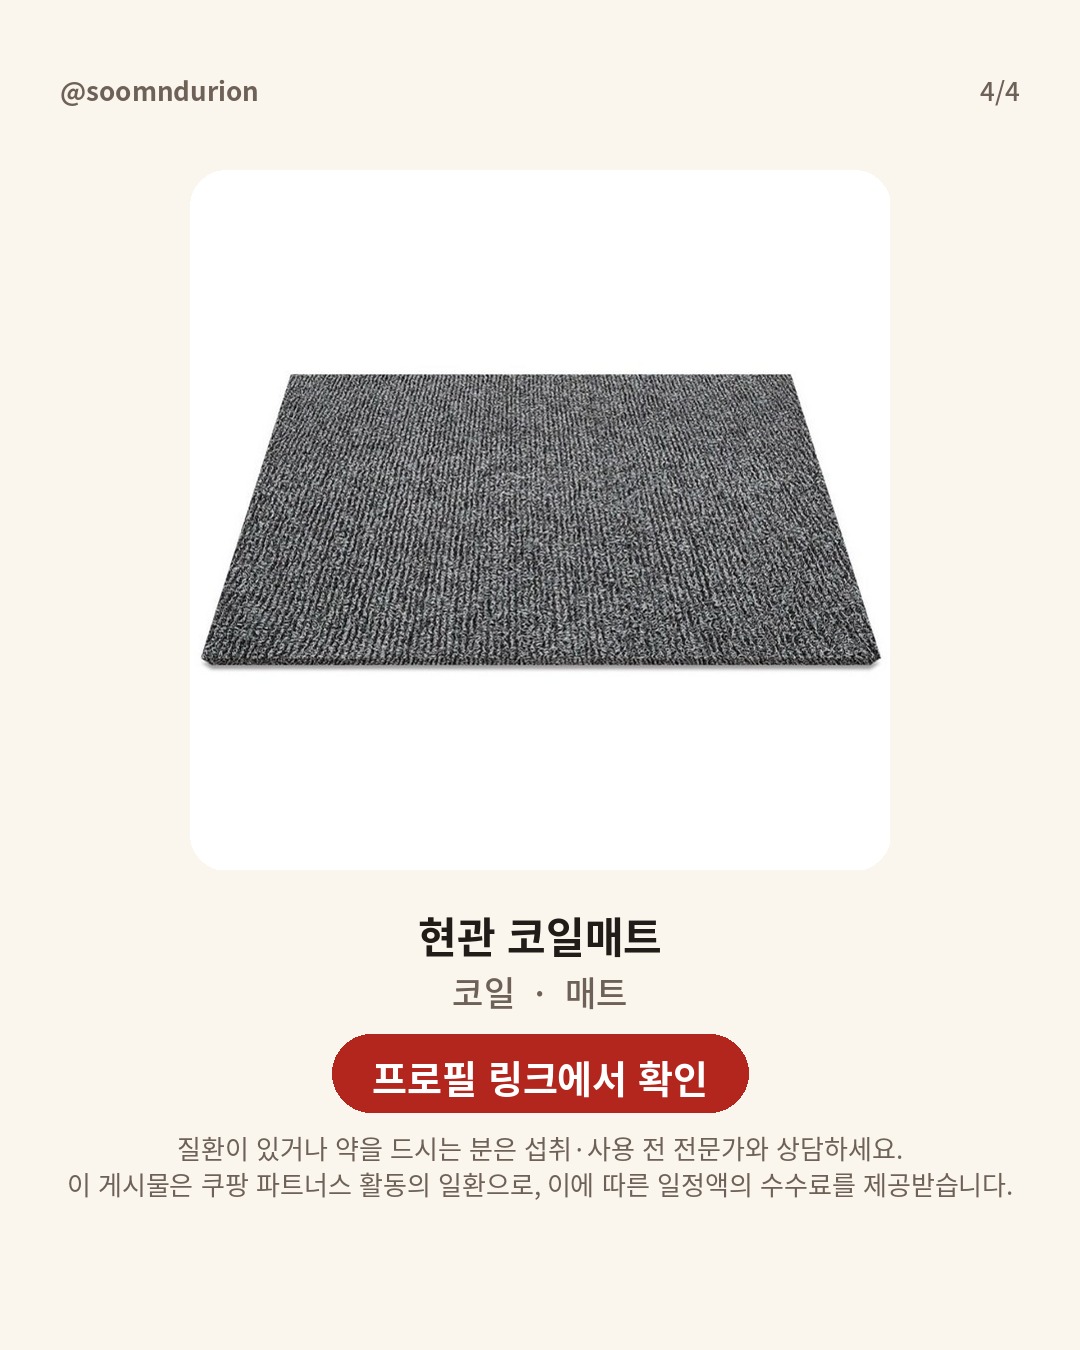 @soomndurion
4/4
현관 코일매트
코일 · 매트
프로필 링크에서 확인
질환이 있거나 약을 드시는 분은 섭취·사용 전 전문가와 상담하세요.
이 게시물은 쿠팡 파트너스 활동의 일환으로, 이에 따른 일정액의 수수료를 제공받습니다.